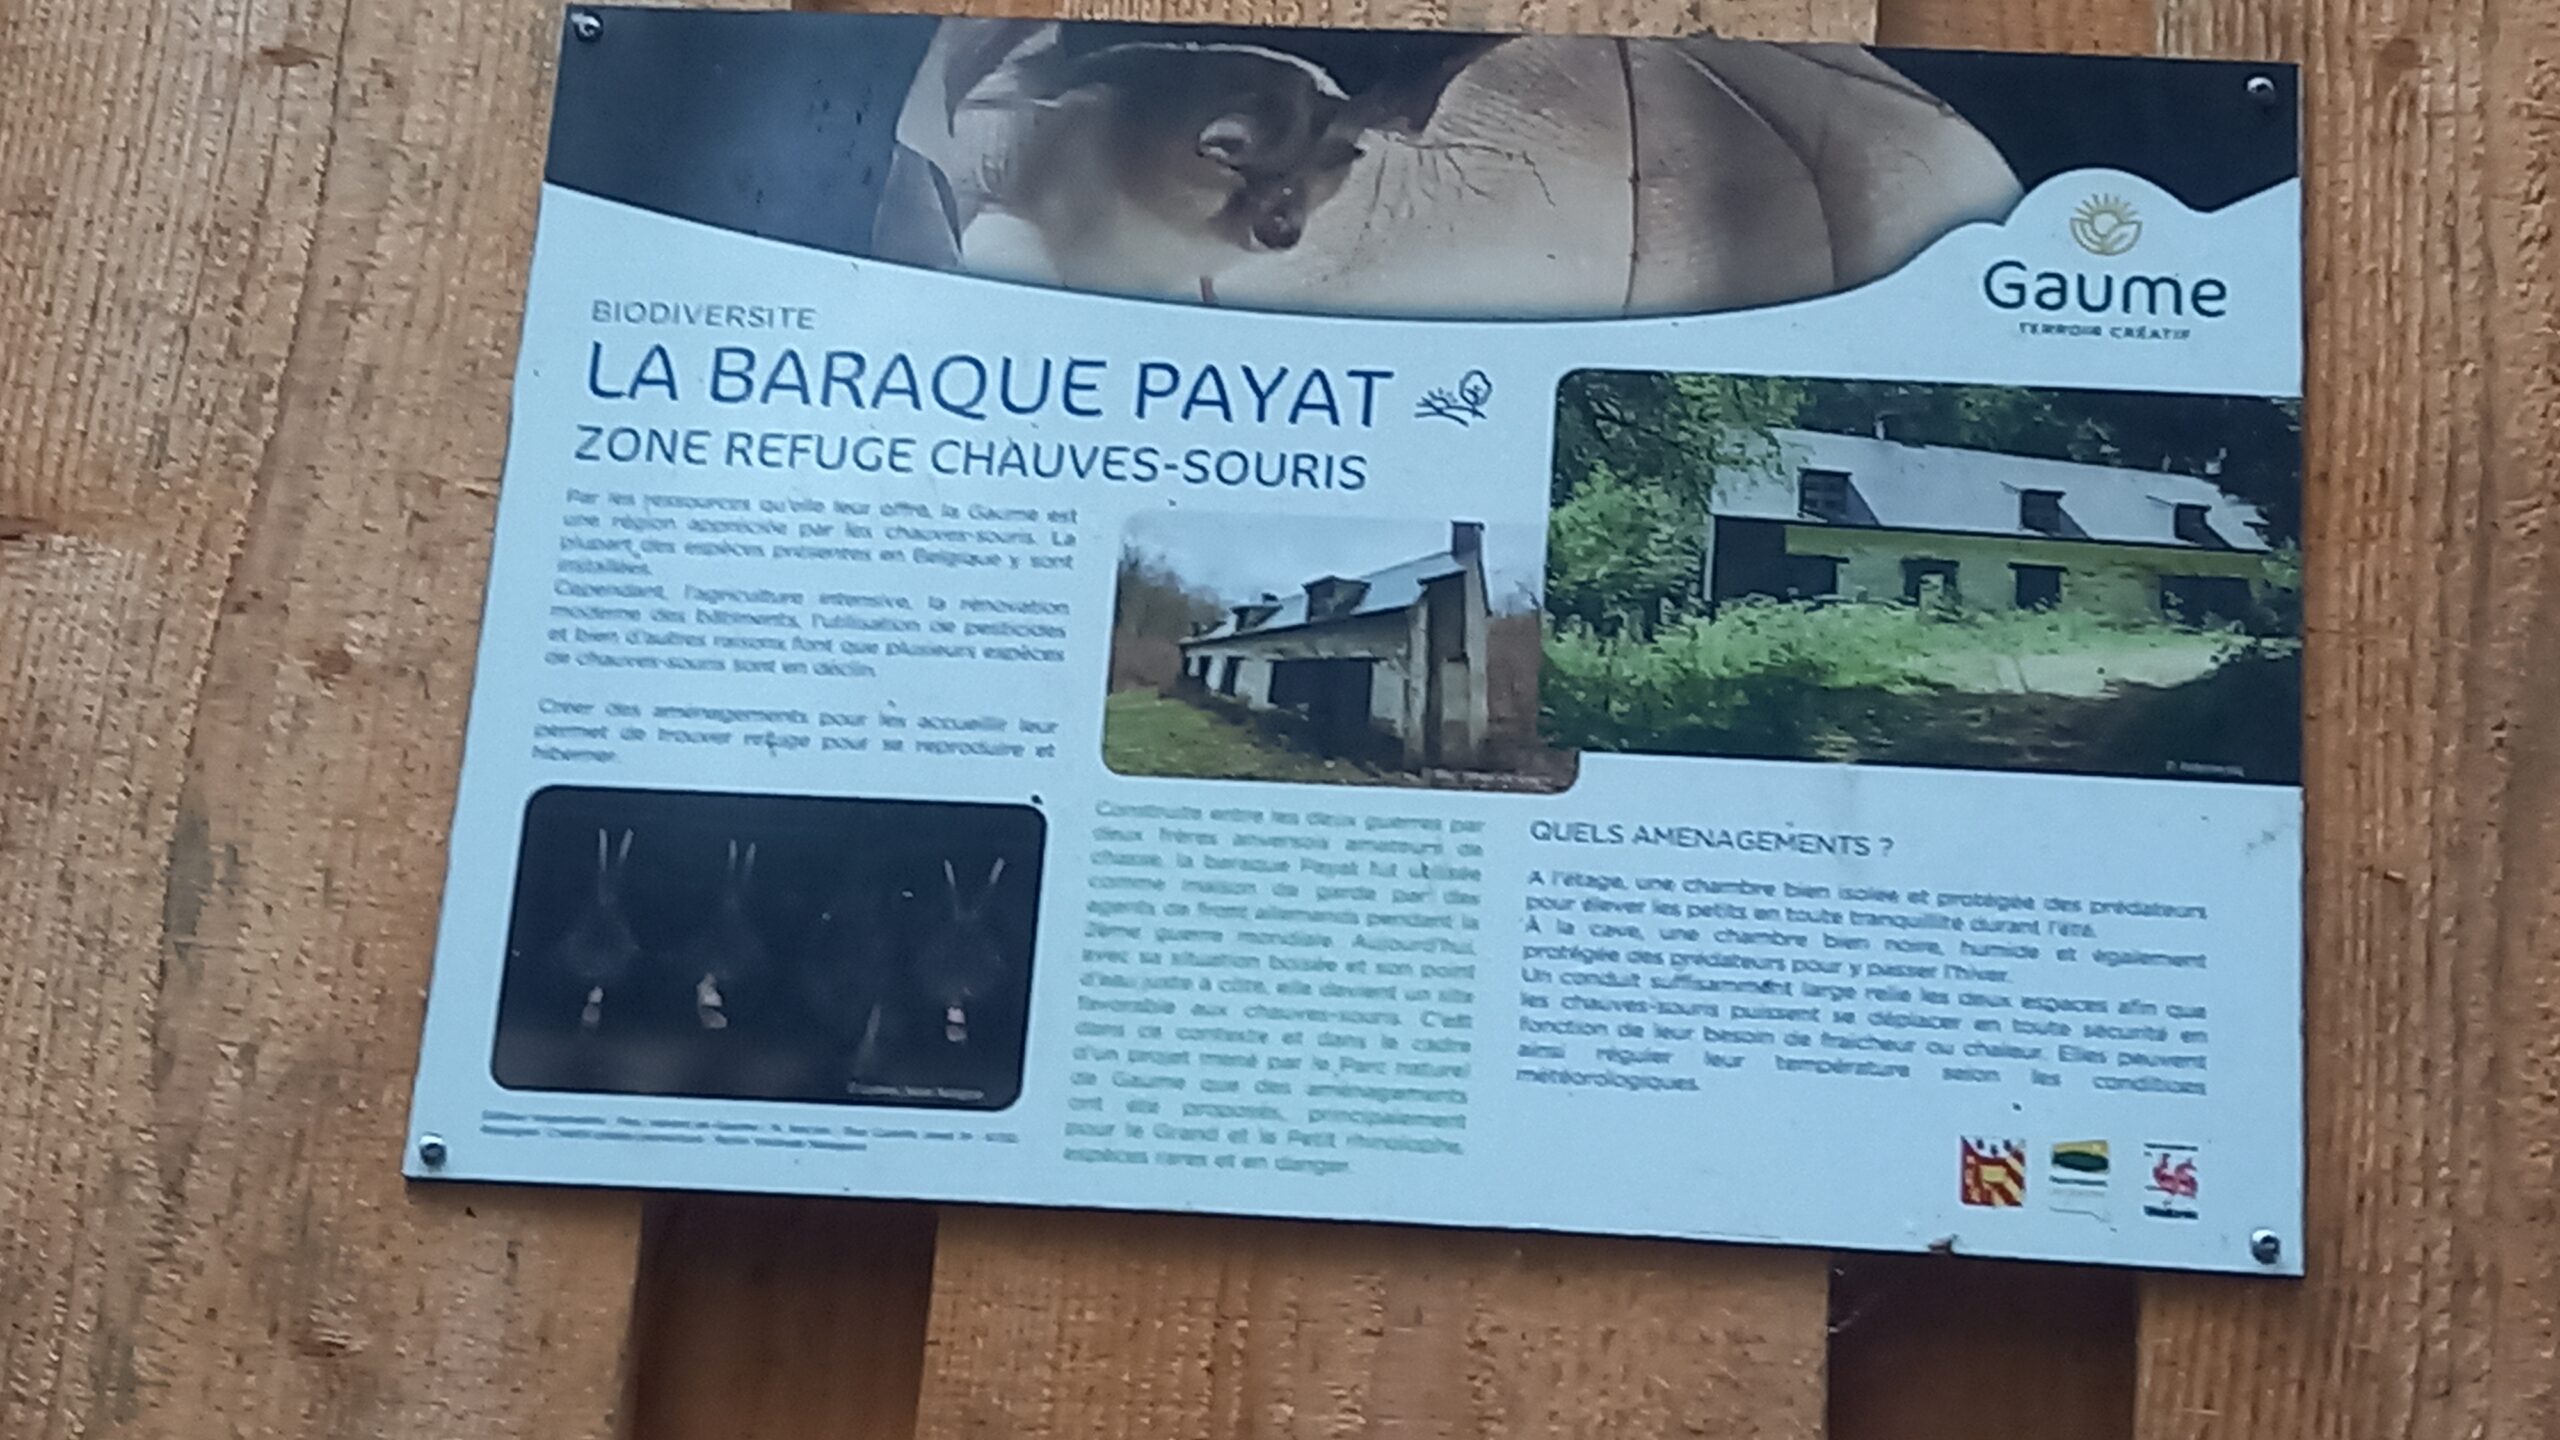 Gaume
TERROIR CRÉATIF
BIODIVERSITE
LA BARAQUE PAYAT
ZONE REFUGE CHAUVES-SOURIS
Par les ressources qu'elle leur offre, la Gaume est
une région appréciée par les chauves-souris. La
plupart des espèces présentes en Belgique y sont
installées.
Cependant, l'agriculture intensive, la rénovation
moderne des bâtiments, l'utilisation de pesticides
et bien d'autres raisons font que plusieurs espèces
de chauves-souris sont en déclin.
Créer des aménagements pour les accueillir leur
permet de trouver refuge pour se reproduire et
hiberner.
Construite entre les deux guerres par
deux frères anversois amateurs de
chasse, la baraque Payat fut utilisée
comme maison de garde par des
agents de front allemands pendant la
2ème guerre mondiale. Aujourd'hui,
avec sa situation boisée et son point
d'eau juste à côté, elle devient un site
favorable aux chauves-souris. C'est
dans ce contexte et dans le cadre
d'un projet mené par le Parc naturel
de Gaume que des aménagements
ont été proposés, principalement
pour le Grand et le Petit rhinolophe,
espèces rares et en danger.
QUELS AMENAGEMENTS ?
A l'étage, une chambre bien isolée et protégée des prédateurs
pour élever les petits en toute tranquillité durant l'été.
À la cave, une chambre bien noire, humide et également
protégée des prédateurs pour y passer l'hiver.
Un conduit suffisamment large relie les deux espaces afin que
les chauves-souris puissent se déplacer en toute sécurité en
fonction de leur besoin de fraicheur ou chaleur. Elles peuvent
ainsi réguler leur température selon les conditions
météorologiques.